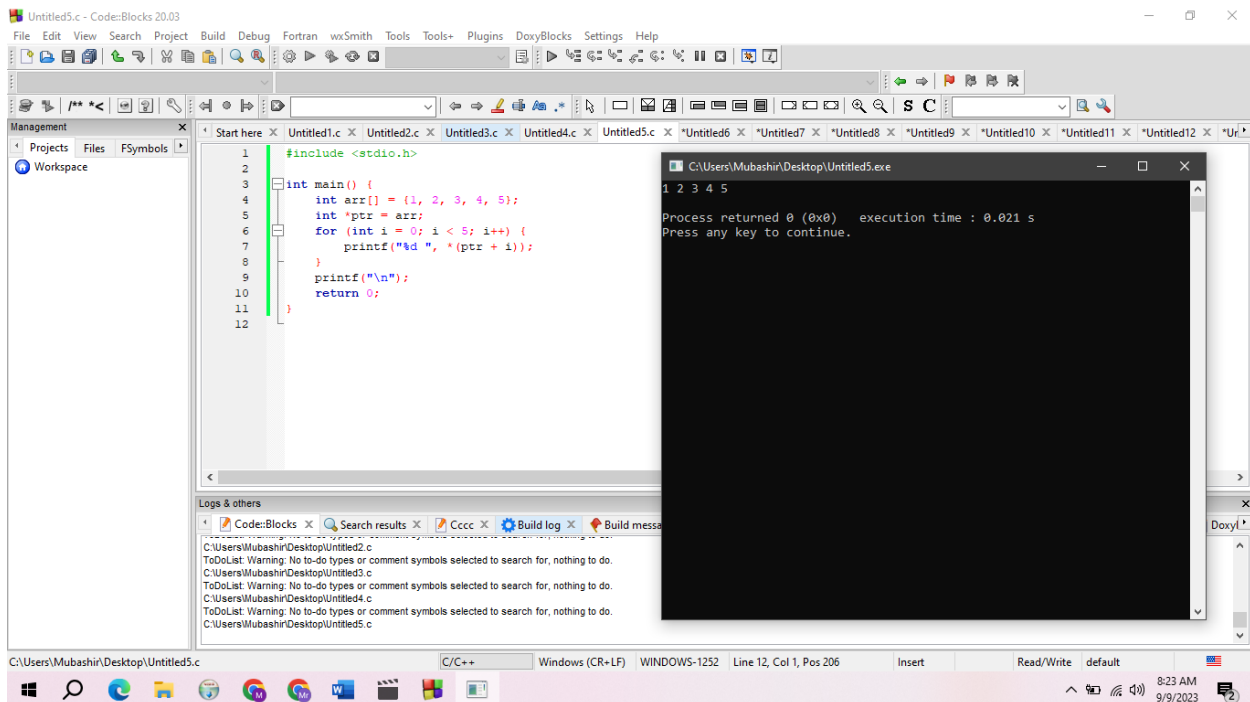 Untitled5.c - Code::Blocks 20.03
File Edit View Search Project Build Debug Fortran wxSmith Tools Tools+ Plugins DoxyBlocks Settings Help
/** *<
S C
Management
Start here Untitled1.c Untitled2.c Untitled3.c Untitled4.c Untitled5.c *Untitled6 *Untitled7 *Untitled8 *Untitled9 *Untitled10 *Untitled11 *Untitled12 *Ur
Projects Files FSymbols
Workspace
1 #include <stdio.h>
2
3 int main() {
4 int arr[] = {1, 2, 3, 4, 5};
5 int *ptr = arr;
6 for (int i = 0; i < 5; i++) {
7 printf("%d ", *(ptr + i));
8 }
9 printf("\n");
10 return 0;
11 }
12
C:\Users\Mubashir\Desktop\Untitled5.exe
1 2 3 4 5
Process returned 0 (0x0) execution time : 0.021 s
Press any key to continue.
Logs & others
Code::Blocks Search results Cccc Build log Build messa
Doxyl
C:\Users\Mubashir\Desktop\Untitled2.c
ToDoList: Warning: No to-do types or comment symbols selected to search for, nothing to do.
C:\Users\Mubashir\Desktop\Untitled3.c
ToDoList: Warning: No to-do types or comment symbols selected to search for, nothing to do.
C:\Users\Mubashir\Desktop\Untitled4.c
ToDoList: Warning: No to-do types or comment symbols selected to search for, nothing to do.
C:\Users\Mubashir\Desktop\Untitled5.c
C:\Users\Mubashir\Desktop\Untitled5.c C/C++ Windows (CR+LF) WINDOWS-1252 Line 12, Col 1, Pos 206 Insert Read/Write default
8:23 AM
9/9/2023
2